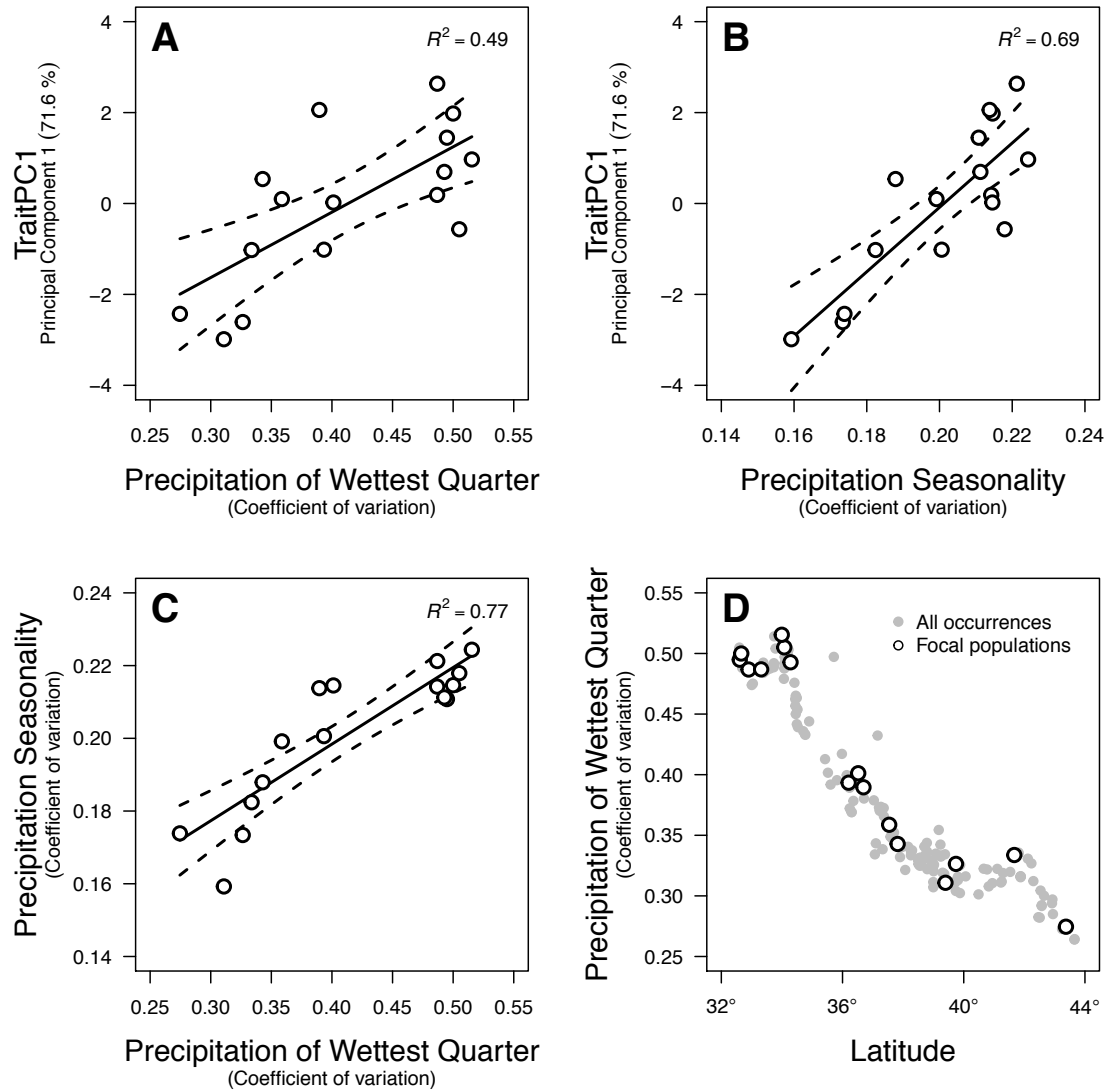 A
R² = 0.49
TraitPC1
Principal Component 1 (71.6 %)
4
2
0
−2
−4
0.25 0.30 0.35 0.40 0.45 0.50 0.55
Precipitation of Wettest Quarter
(Coefficient of variation)
B
R² = 0.69
TraitPC1
Principal Component 1 (71.6 %)
4
2
0
−2
−4
0.14 0.16 0.18 0.20 0.22 0.24
Precipitation Seasonality
(Coefficient of variation)
C
R² = 0.77
Precipitation Seasonality
(Coefficient of variation)
0.24
0.22
0.20
0.18
0.16
0.14
0.25 0.30 0.35 0.40 0.45 0.50 0.55
Precipitation of Wettest Quarter
(Coefficient of variation)
D
All occurrences
Focal populations
Precipitation of Wettest Quarter
(Coefficient of variation)
0.55
0.50
0.45
0.40
0.35
0.30
0.25
32° 36° 40° 44°
Latitude